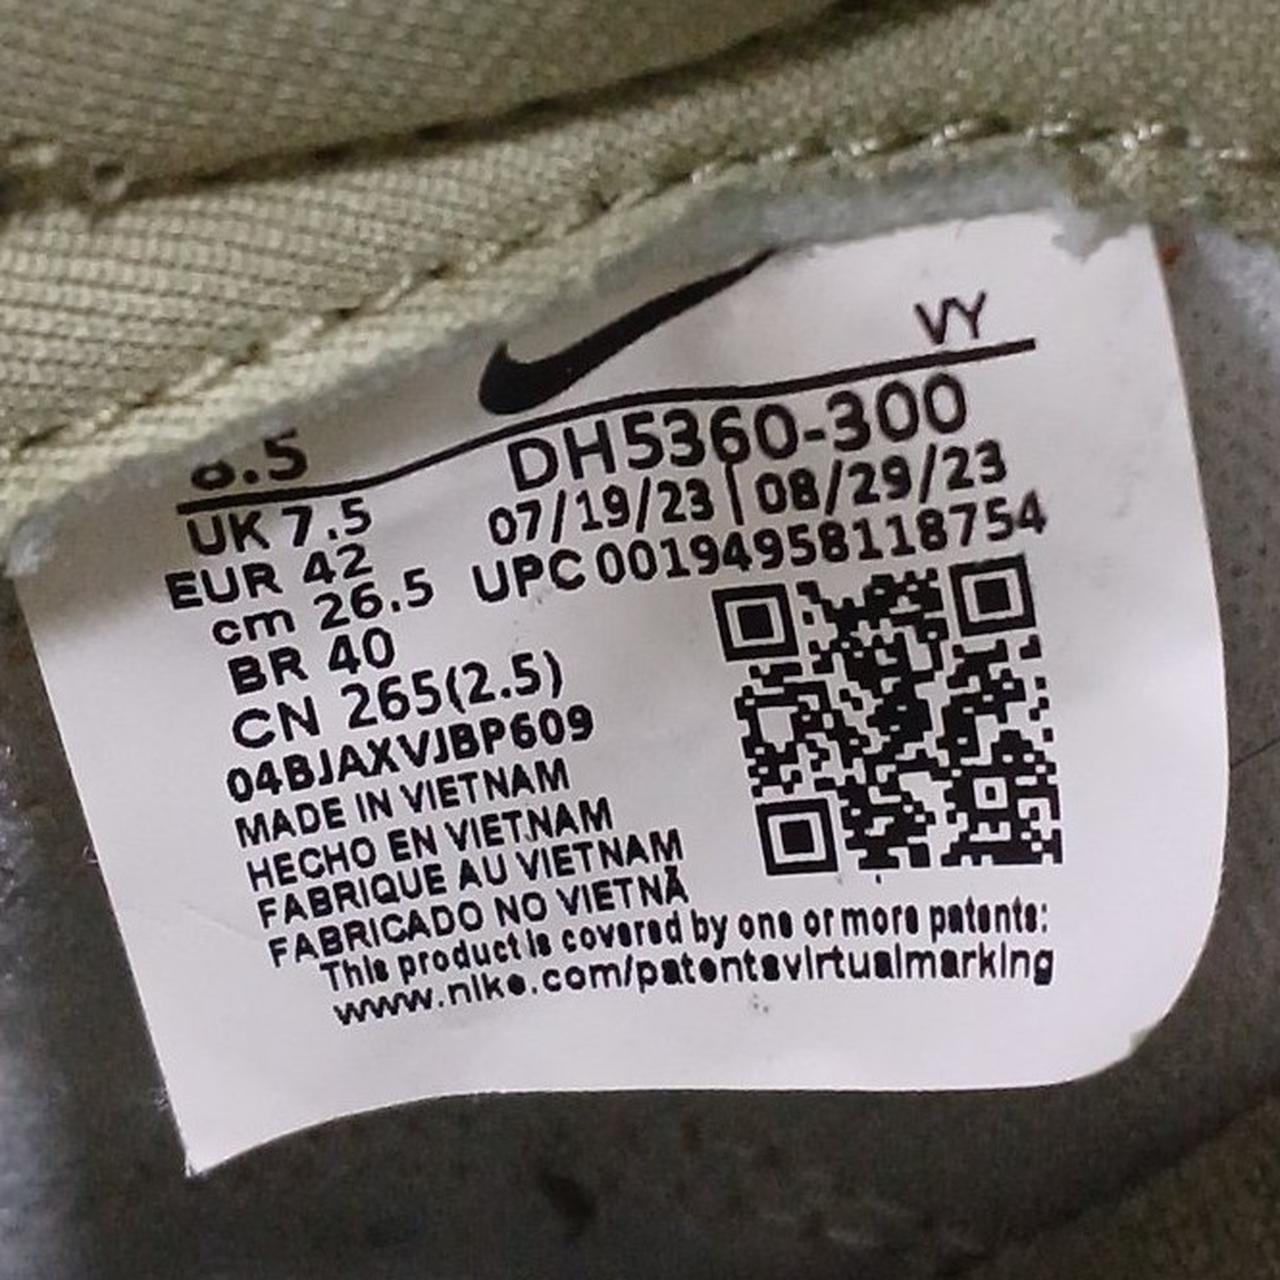 VY
8.5
DH5360-300
UK 7.5
07/19/23 | 08/29/23
EUR 42
UPC 00194958118754
cm 26.5
BR 40
CN 265(2.5)
04BJAXVJBP609
MADE IN VIETNAM
HECHO EN VIETNAM
FABRIQUE AU VIETNAM
FABRICADO NO VIETNÃ
This product is covered by one or more patents:
www.nike.com/patentsvirtualmarking